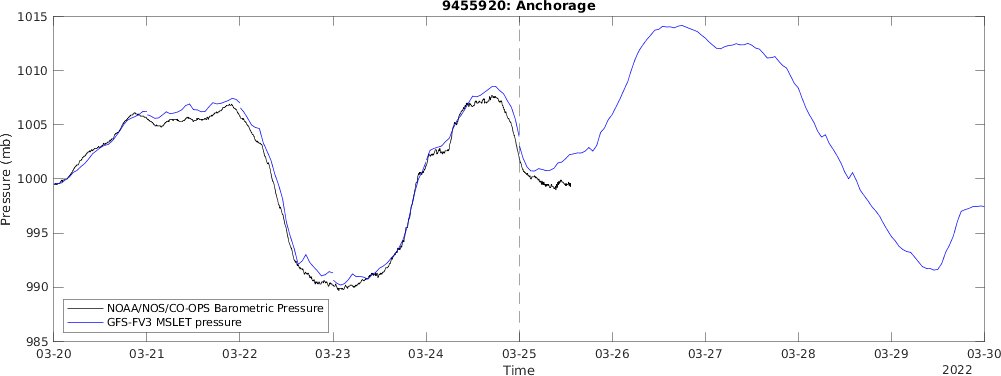 9455920: Anchorage
1015
1010
1005
1000
995
990
985
Pressure (mb)
NOAA/NOS/CO-OPS Barometric Pressure
GFS-FV3 MSLET pressure
03-20 03-21 03-22 03-23 03-24 03-25 03-26 03-27 03-28 03-29 03-30
Time
2022